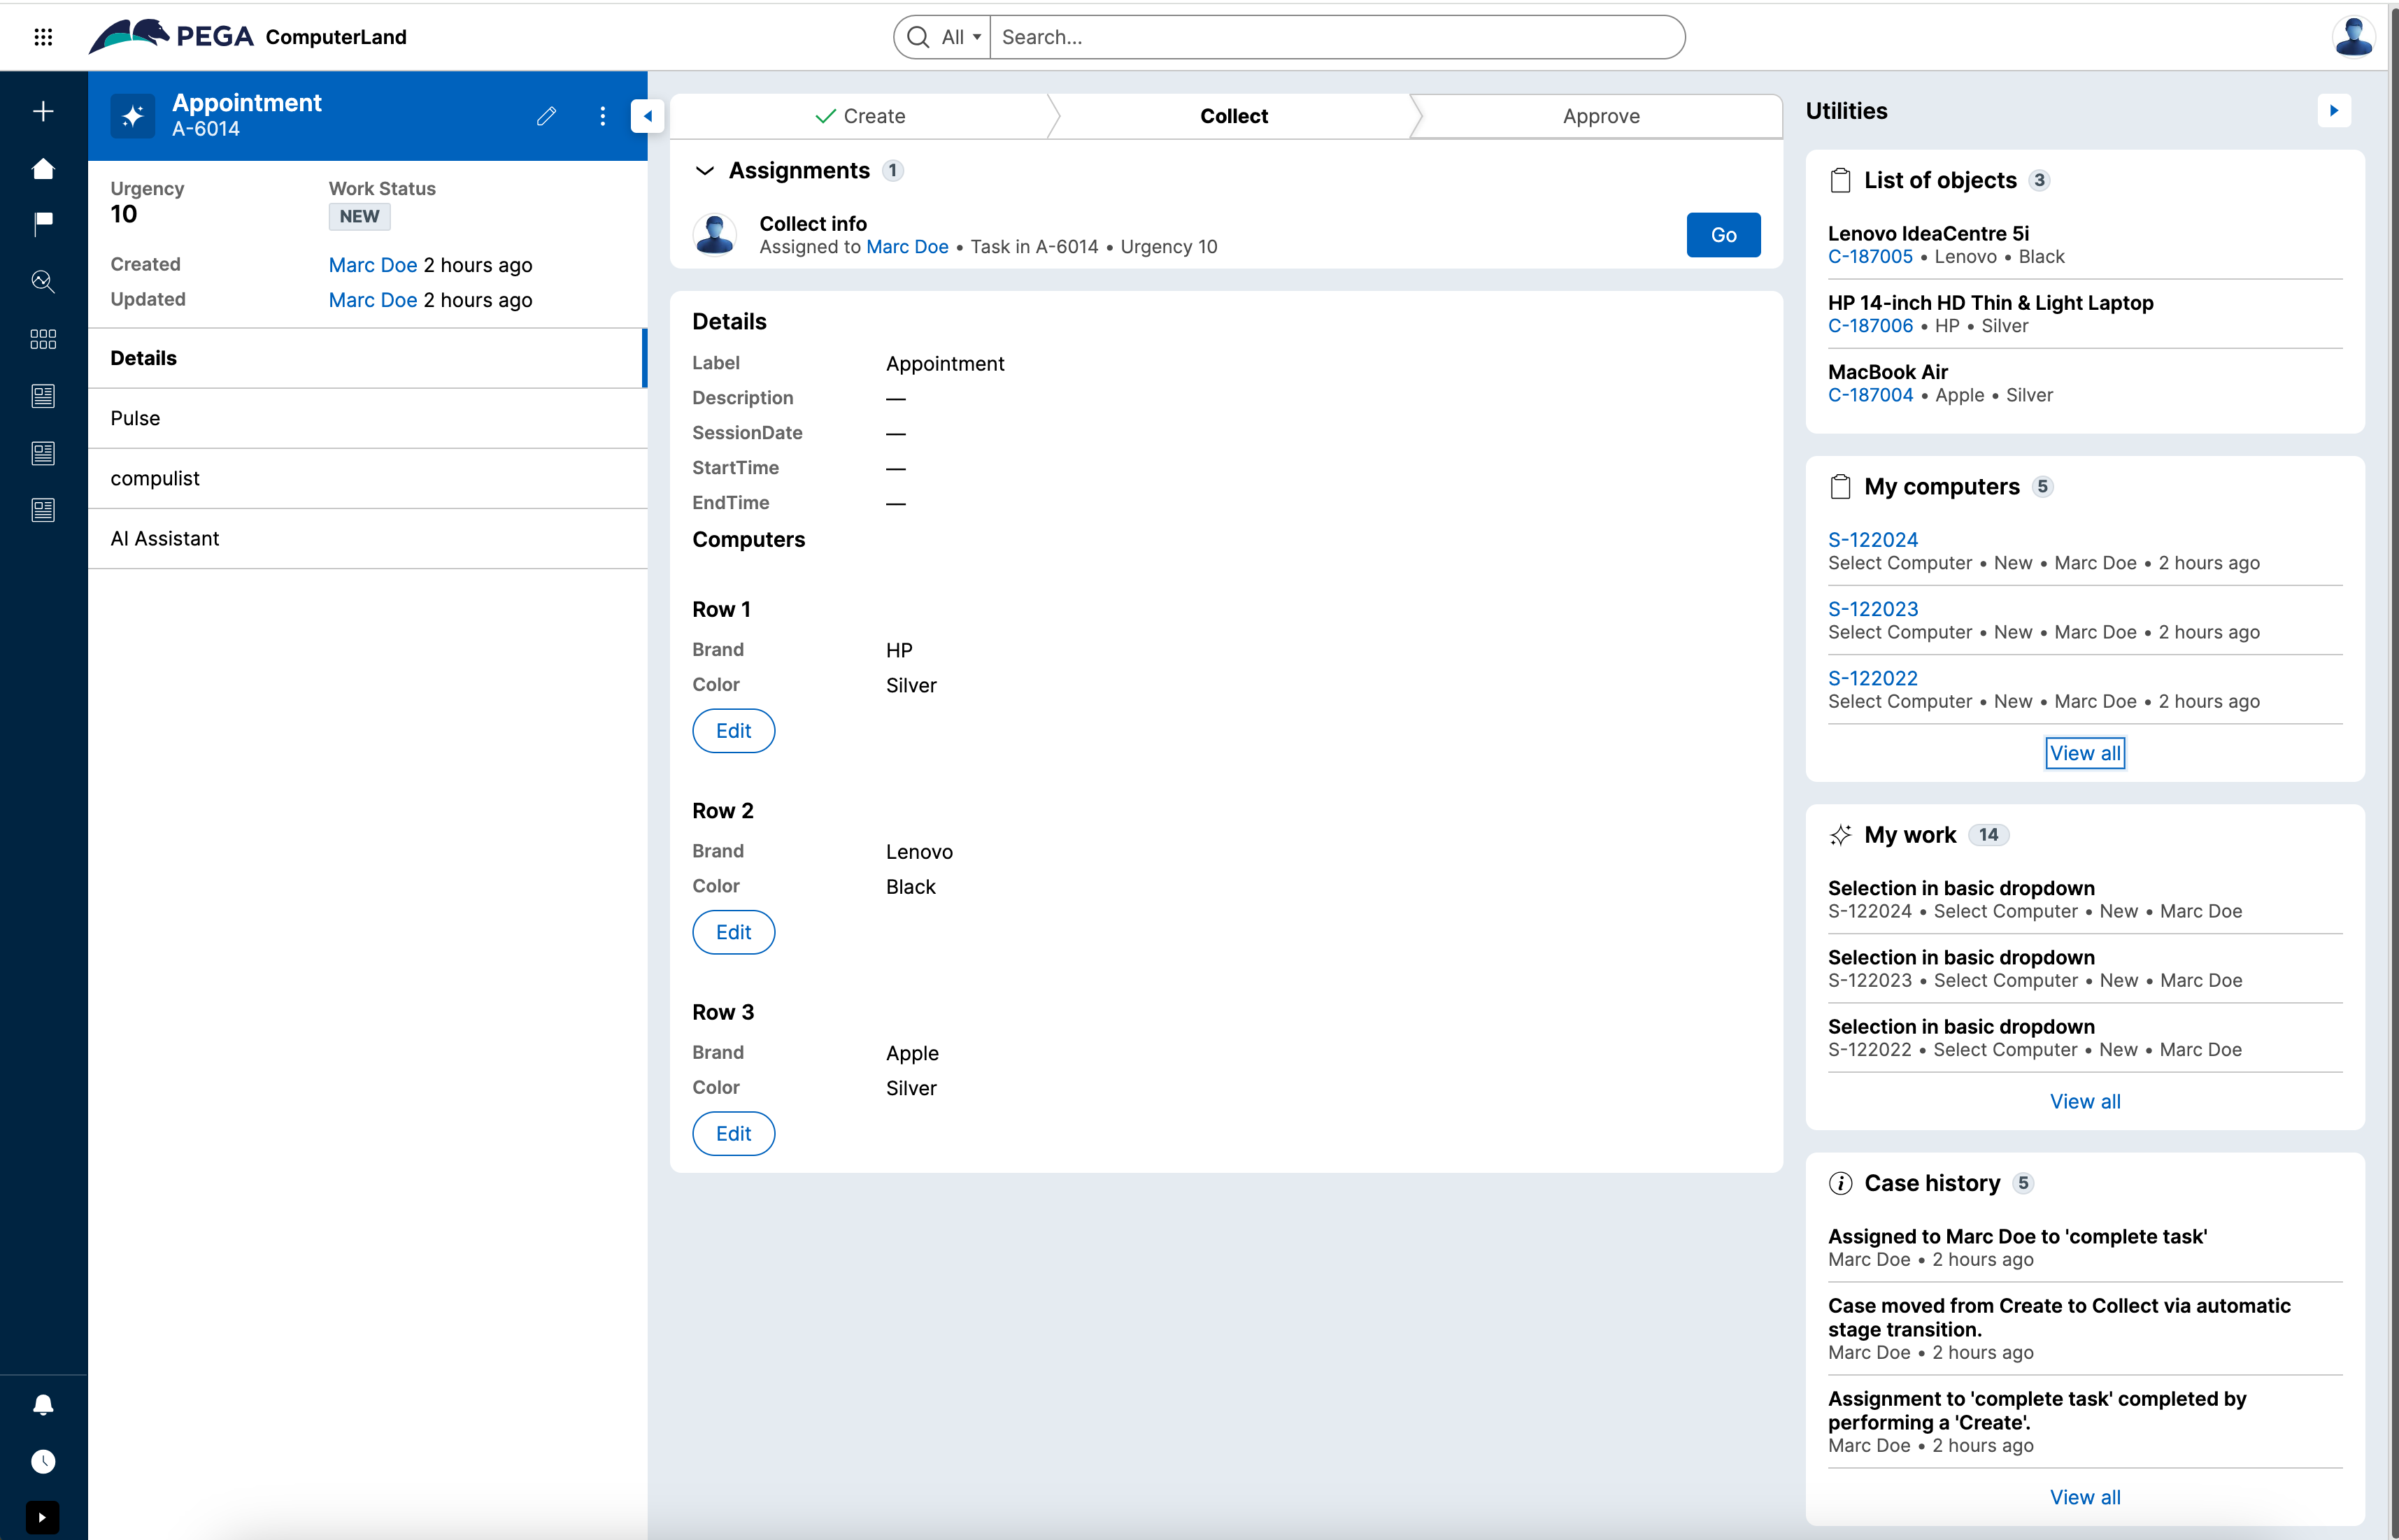 PEGA ComputerLand
All
Search...
Appointment
A-6014
Urgency
10
Work Status
NEW
Created
Marc Doe 2 hours ago
Updated
Marc Doe 2 hours ago
Details
Pulse
compulist
AI Assistant
Create
Collect
Approve
Assignments 1
Collect info
Assigned to Marc Doe • Task in A-6014 • Urgency 10
Go
Details
Label Appointment
Description —
SessionDate —
StartTime —
EndTime —
Computers
Row 1
Brand HP
Color Silver
Edit
Row 2
Brand Lenovo
Color Black
Edit
Row 3
Brand Apple
Color Silver
Edit
Utilities
List of objects 3
Lenovo IdeaCentre 5i
C-187005 • Lenovo • Black
HP 14-inch HD Thin & Light Laptop
C-187006 • HP • Silver
MacBook Air
C-187004 • Apple • Silver
My computers 5
S-122024
Select Computer • New • Marc Doe • 2 hours ago
S-122023
Select Computer • New • Marc Doe • 2 hours ago
S-122022
Select Computer • New • Marc Doe • 2 hours ago
View all
My work 14
Selection in basic dropdown
S-122024 • Select Computer • New • Marc Doe
Selection in basic dropdown
S-122023 • Select Computer • New • Marc Doe
Selection in basic dropdown
S-122022 • Select Computer • New • Marc Doe
View all
Case history 5
Assigned to Marc Doe to 'complete task'
Marc Doe • 2 hours ago
Case moved from Create to Collect via automatic
stage transition.
Marc Doe • 2 hours ago
Assignment to 'complete task' completed by
performing a 'Create'.
Marc Doe • 2 hours ago
View all